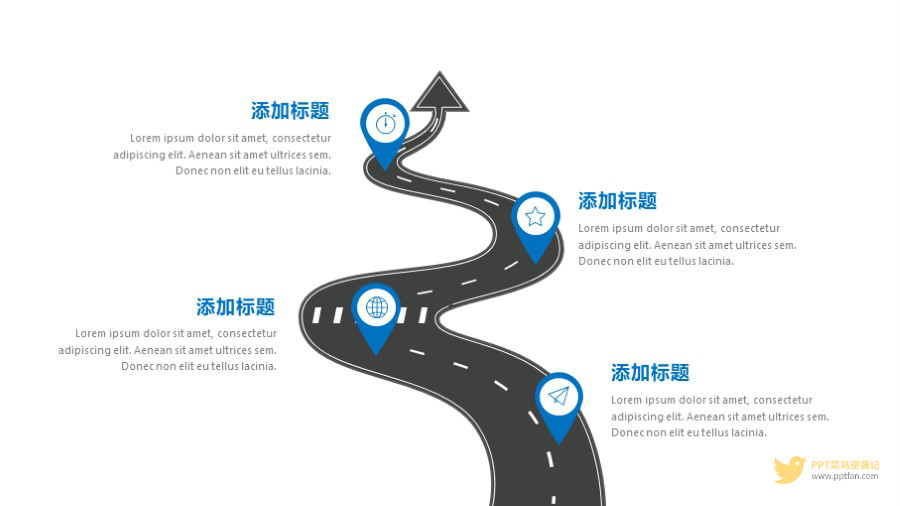 添加标题
Lorem ipsum dolor sit amet, consectetur
adipiscing elit. Aenean sit amet ultrices sem.
Donec non elit eu tellus lacinia.
添加标题
Lorem ipsum dolor sit amet, consectetur
adipiscing elit. Aenean sit amet ultrices sem.
Donec non elit eu tellus lacinia.
添加标题
Lorem ipsum dolor sit amet, consectetur
adipiscing elit. Aenean sit amet ultrices sem.
Donec non elit eu tellus lacinia.
添加标题
Lorem ipsum dolor sit amet, consectetur
adipiscing elit. Aenean sit amet ultrices sem.
Donec non elit eu tellus lacinia.
PPT菜鸟逆袭记
www.pptfan.com